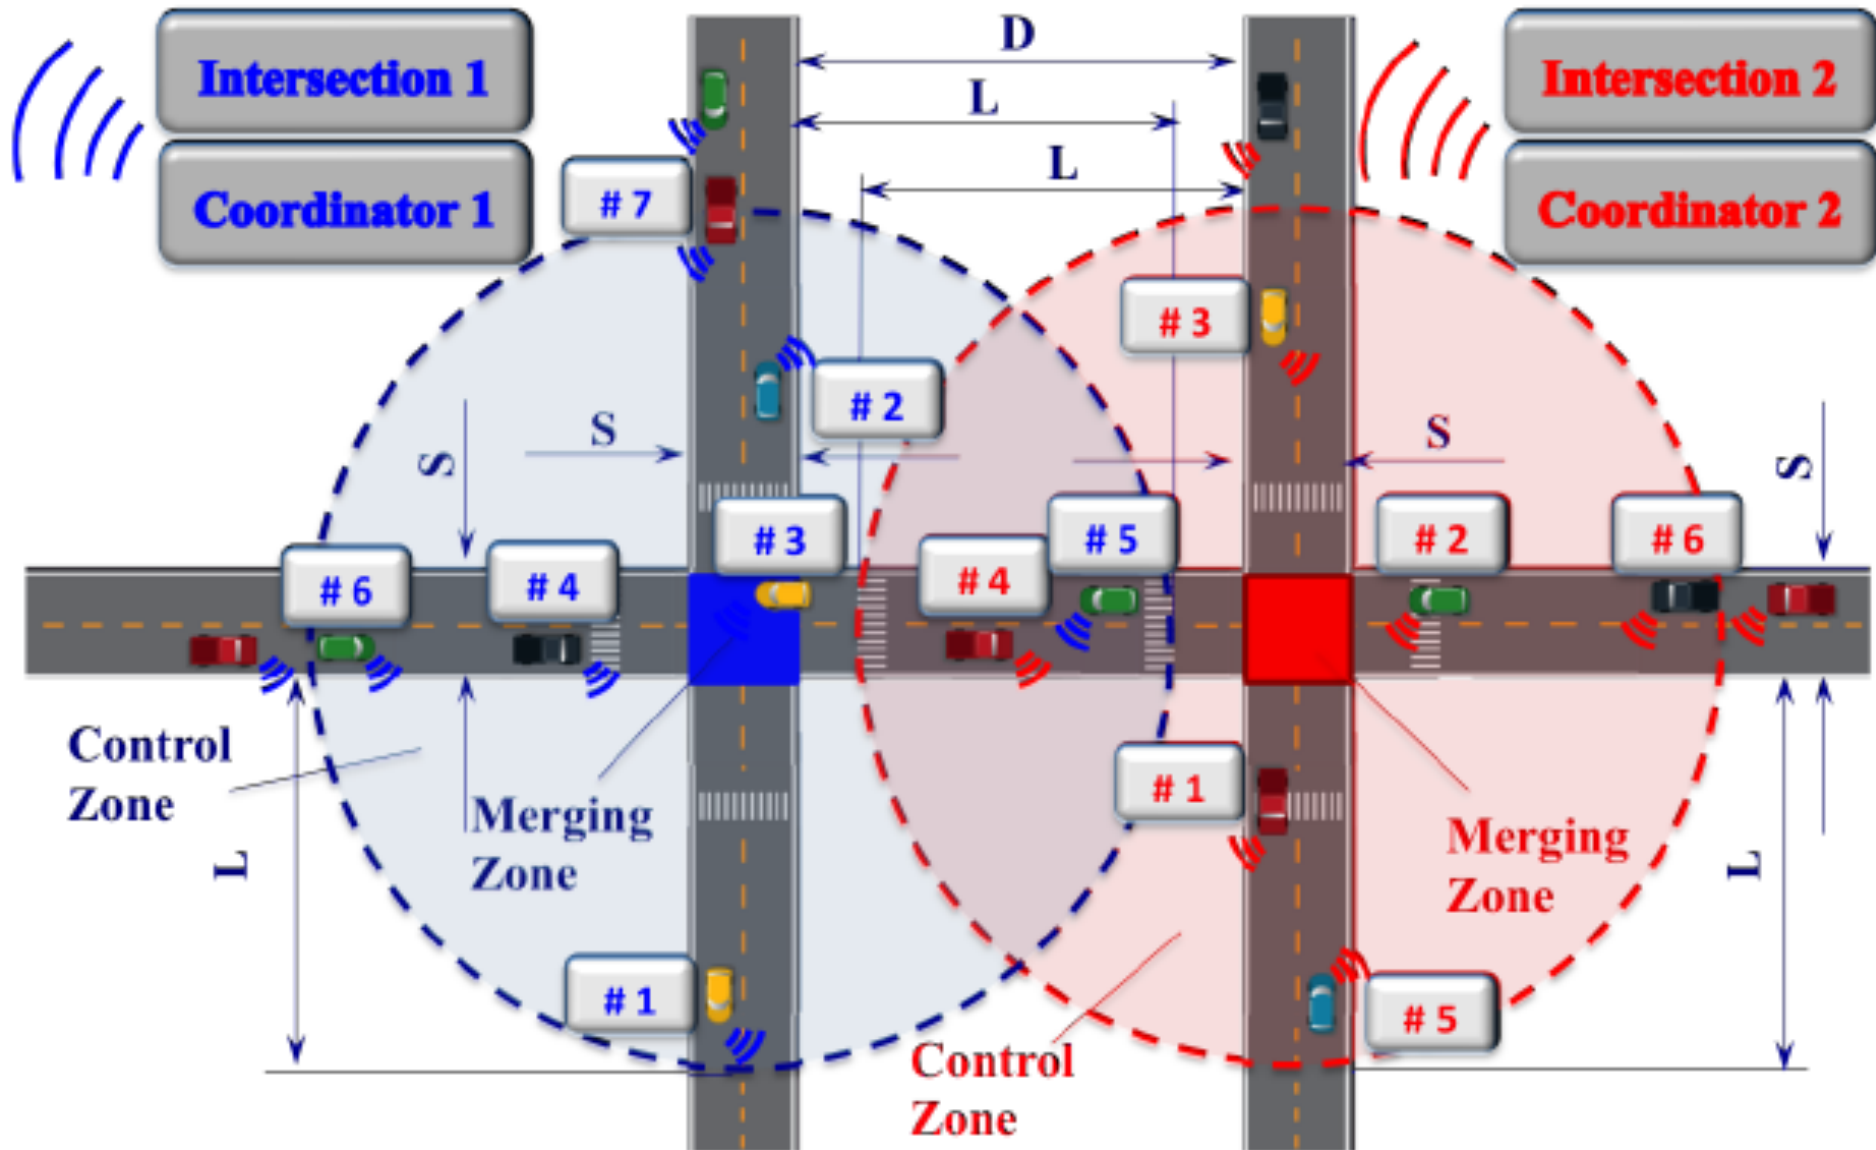 Intersection 1
Coordinator 1
D
L
L
Intersection 2
Coordinator 2
# 7
# 3
# 2
S
S
S
S
# 3
# 5
# 2
# 6
# 6
# 4
# 4
Control
Zone
Merging
Zone
# 1
Merging
Zone
L
L
# 1
# 5
Control
Zone